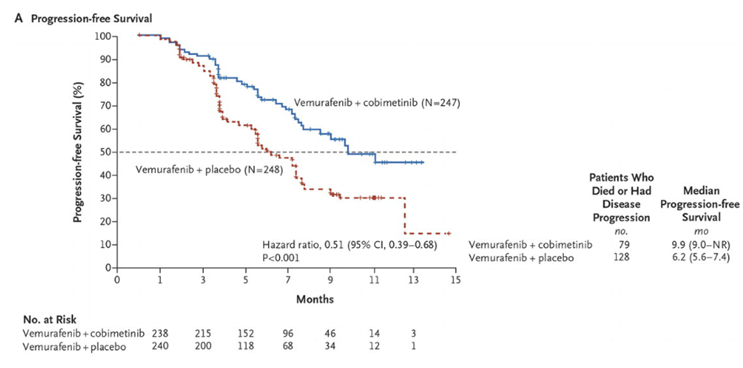 A Progression-free Survival
100
90
80
70
60
50
40
30
20
10
0
Progression-free Survival (%)
Vemurafenib + cobimetinib (N=247)
Vemurafenib + placebo (N=248)
Hazard ratio, 0.51 (95% CI, 0.39–0.68)
P<0.001
0 1 3 5 7 9 11 13 15
Months
Patients Who
Died or Had
Disease
Progression
Median
Progression-free
Survival
no. mo
Vemurafenib + cobimetinib 79 9.9 (9.0–NR)
Vemurafenib + placebo 128 6.2 (5.6–7.4)
No. at Risk
Vemurafenib + cobimetinib 238 215 152 96 46 14 3
Vemurafenib + placebo 240 200 118 68 34 12 1